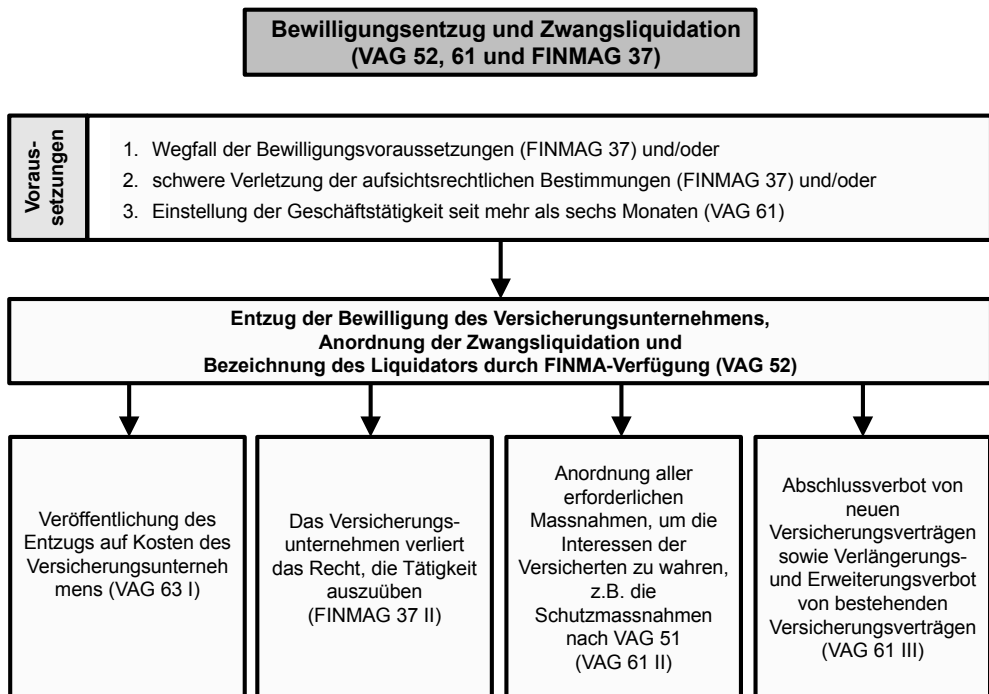 Bewilligungsentzug und Zwangsliquidation
(VAG 52, 61 und FINMAG 37)
Voraus-
setzungen
1. Wegfall der Bewilligungsvoraussetzungen (FINMAG 37) und/oder
2. schwere Verletzung der aufsichtsrechtlichen Bestimmungen (FINMAG 37) und/oder
3. Einstellung der Geschäftstätigkeit seit mehr als sechs Monaten (VAG 61)
Entzug der Bewilligung des Versicherungsunternehmens,
Anordnung der Zwangsliquidation und
Bezeichnung des Liquidators durch FINMA-Verfügung (VAG 52)
Veröffentlichung des
Entzugs auf Kosten des
Versicherungsunterneh
mens (VAG 63 I)
Das Versicherungs-
unternehmen verliert
das Recht, die Tätigkeit
auszuüben
(FINMAG 37 II)
Anordnung aller
erforderlichen
Massnahmen, um die
Interessen der
Versicherten zu wahren,
z.B. die
Schutzmassnahmen
nach VAG 51
(VAG 61 II)
Abschlussverbot von
neuen
Versicherungsverträgen
sowie Verlängerungs-
und Erweiterungsverbot
von bestehenden
Versicherungsverträgen
(VAG 61 III)